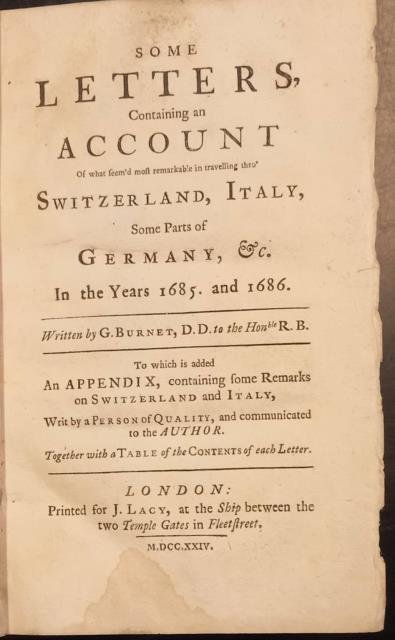 SOME
LETTERS,
Containing an
ACCOUNT
Of what ſeem'd moſt remarkable in travelling thro'
SWITZERLAND, ITALY,
Some Parts of
GERMANY, &c.
In the Years 1685. and 1686.
Written by G. BURNET, D.D. to the Honble R. B.
To which is added
An APPENDIX, containing ſome Remarks
on SWITZERLAND and ITALY,
Writ by a PERSON of QUALITY, and communicated
to the AUTHOR.
Together with a TABLE of the CONTENTS of each Letter.
LONDON:
Printed for J. LACY, at the Ship between the
two Temple Gates in Fleetſtreet.
M.DCC.XXIV.